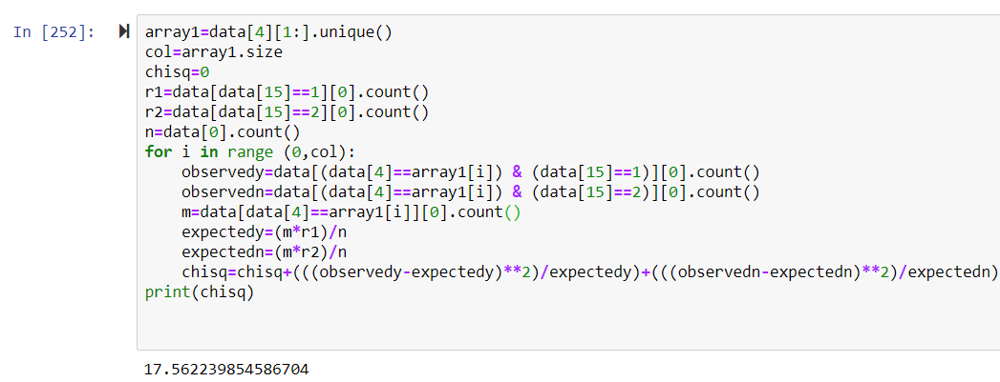 In [252]:
array1=data[4][1:].unique()
col=array1.size
chisq=0
r1=data[data[15]==1][0].count()
r2=data[data[15]==2][0].count()
n=data[0].count()
for i in range (0,col):
    observedy=data[(data[4]==array1[i]) & (data[15]==1)][0].count()
    observedn=data[(data[4]==array1[i]) & (data[15]==2)][0].count()
    m=data[data[4]==array1[i]][0].count()
    expectedy=(m*r1)/n
    expectedn=(m*r2)/n
    chisq=chisq+(((observedy-expectedy)**2)/expectedy)+(((observedn-expectedn)**2)/expectedn)
print(chisq)
17.562239854586704